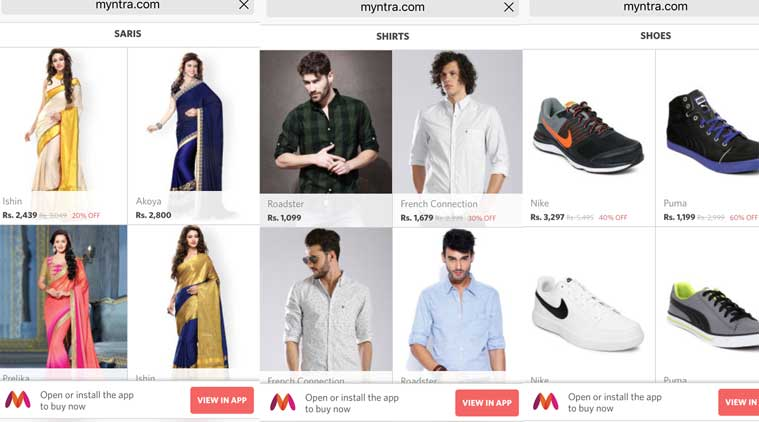 myntra.com
SARIS
Ishin
Rs. 2,439 Rs. 3,049 20% OFF
Akoya
Rs. 2,800
Prelika
Ishin
Open or install the app
to buy now
VIEW IN APP
myntra.com
SHIRTS
Roadster
Rs. 1,099
French Connection
Rs. 1,679 Rs. 2,399 30% OFF
French Connection
Roadster
Open or install the app
to buy now
VIEW IN APP
myntra.com
SHOES
Nike
Rs. 3,297 Rs. 5,495 40% OFF
Puma
Rs. 1,199 Rs. 2,999 60% OFF
Nike
Puma
Open or install the app
to buy now
VIEW IN